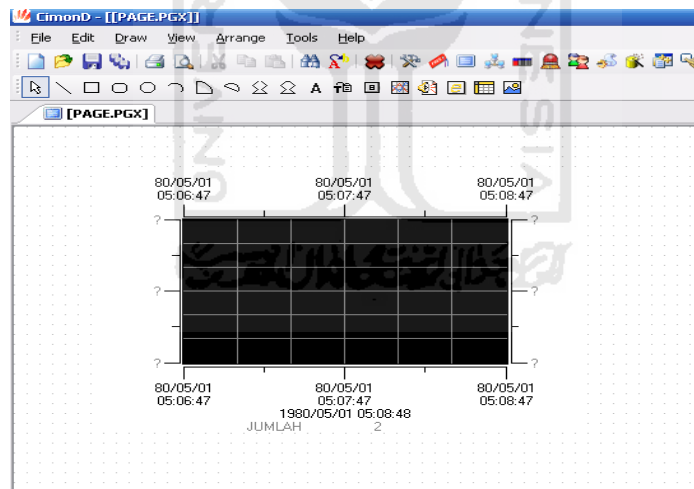 CimonD - [[PAGE.PGX]]
File Edit Draw View Arrange Tools Help
[PAGE.PGX]
80/05/01 80/05/01 80/05/01
05:06:47 05:07:47 05:08:47
? ?
? ?
? ?
80/05/01 80/05/01 80/05/01
05:06:47 05:07:47 05:08:47
1980/05/01 05:08:48
JUMLAH 2